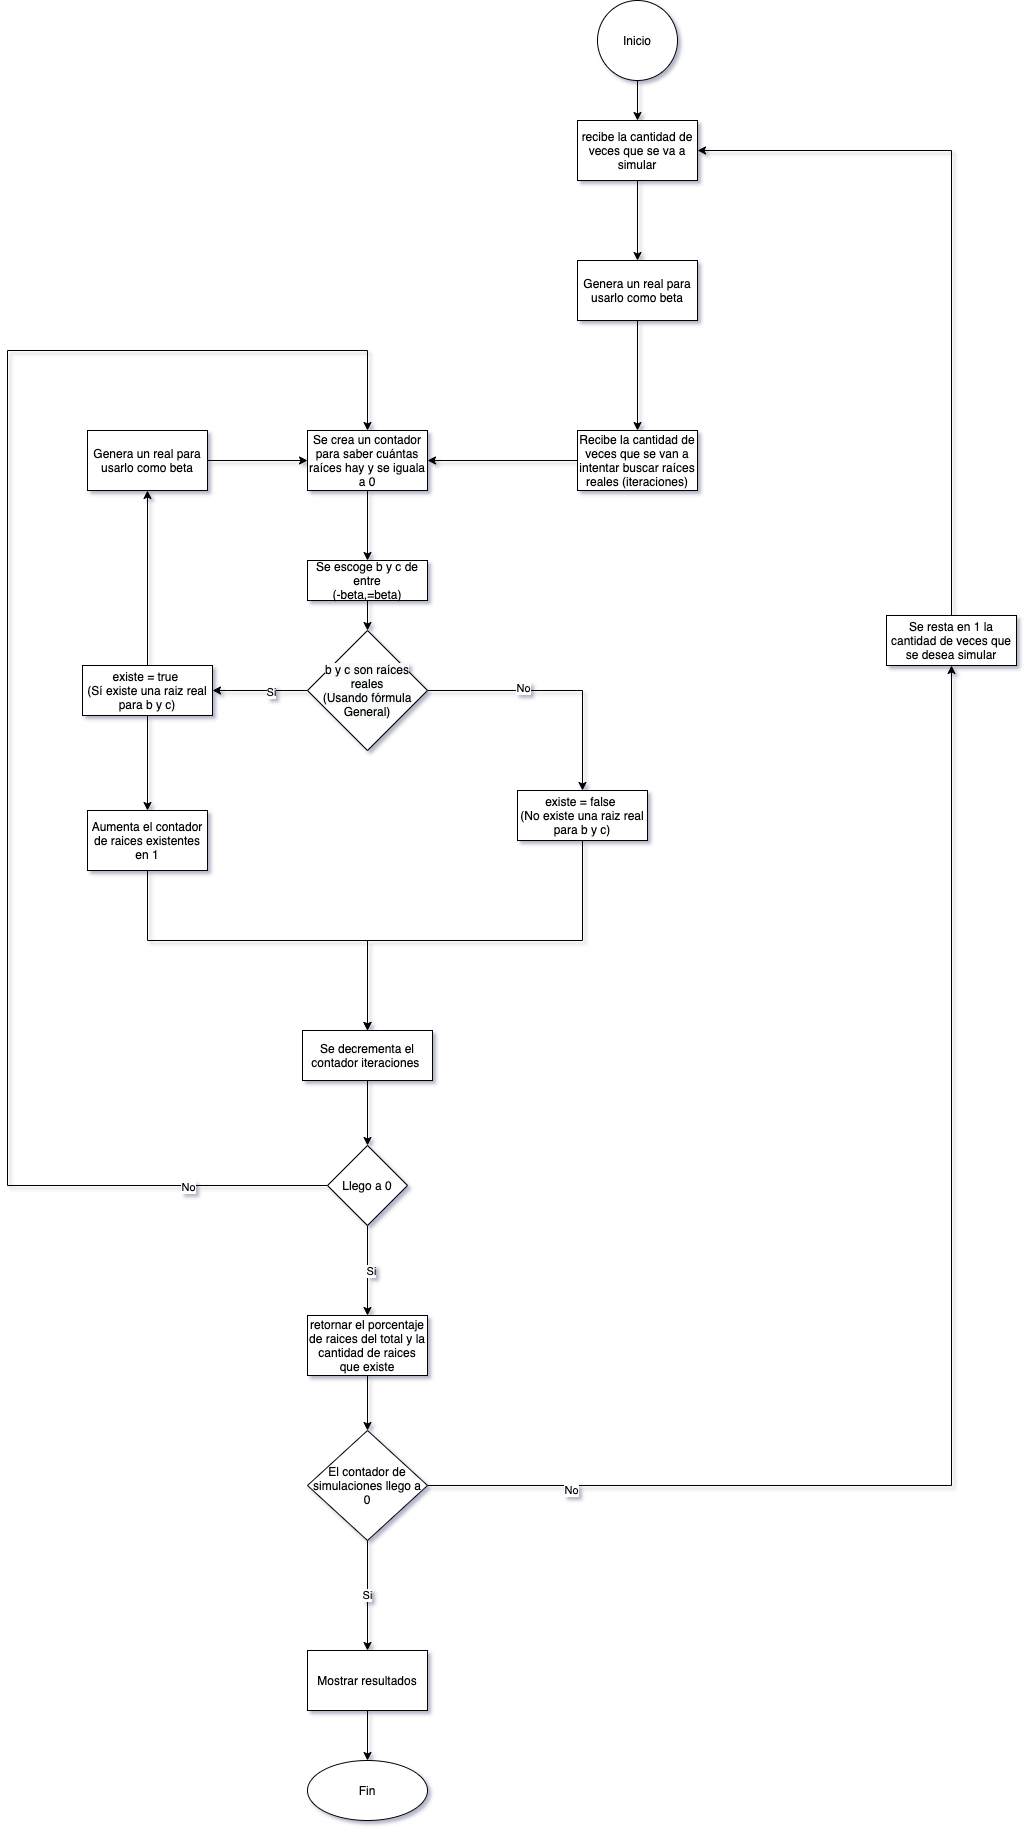 Inicio
recibe la cantidad de
veces que se va a
simular
Genera un real para
usarlo como beta
Recibe la cantidad de
veces que se van a
intentar buscar raíces
reales (iteraciones)
Se crea un contador
para saber cuántas
raíces hay y se iguala
a 0
Genera un real para
usarlo como beta
Se escoge b y c de
entre
(-beta,=beta)
b y c son raíces
reales
(Usando fórmula
General)
Si
No
existe = true
(Sí existe una raiz real
para b y c)
Se resta en 1 la
cantidad de veces que
se desea simular
existe = false
(No existe una raiz real
para b y c)
Aumenta el contador
de raices existentes
en 1
Se decrementa el
contador iteraciones
Llego a 0
No
Si
retornar el porcentaje
de raices del total y la
cantidad de raices
que existe
El contador de
simulaciones llego a
0
No
Si
Mostrar resultados
Fin